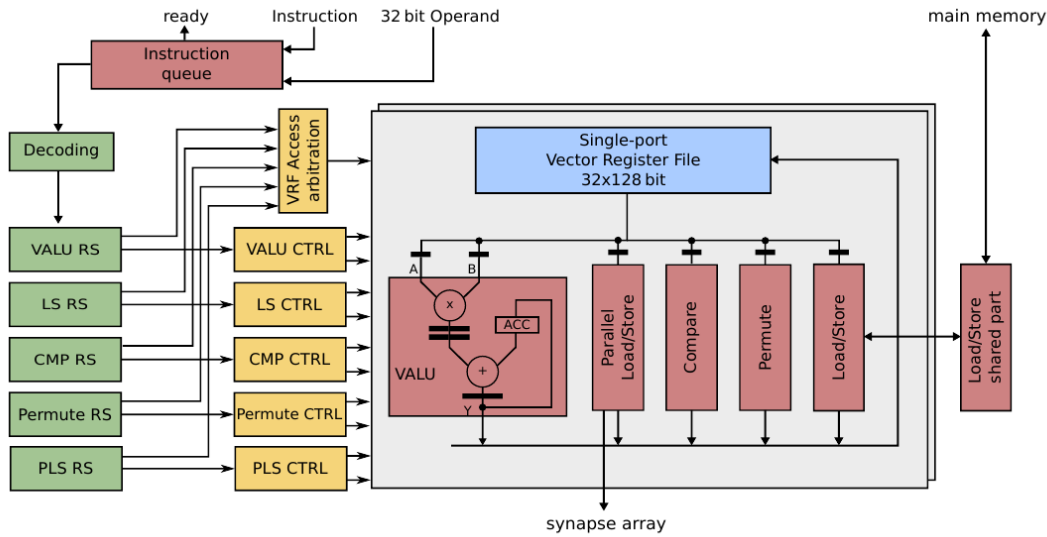 ready
Instruction
32 bit Operand
main memory
Instruction
queue
Decoding
VRF Access
arbitration
Single-port
Vector Register File
32x128 bit
VALU RS
VALU CTRL
LS RS
LS CTRL
CMP RS
CMP CTRL
Permute RS
Permute CTRL
PLS RS
PLS CTRL
A
B
x
ACC
+
VALU
Y
Parallel
Load/Store
Compare
Permute
Load/Store
Load/Store
shared part
synapse array